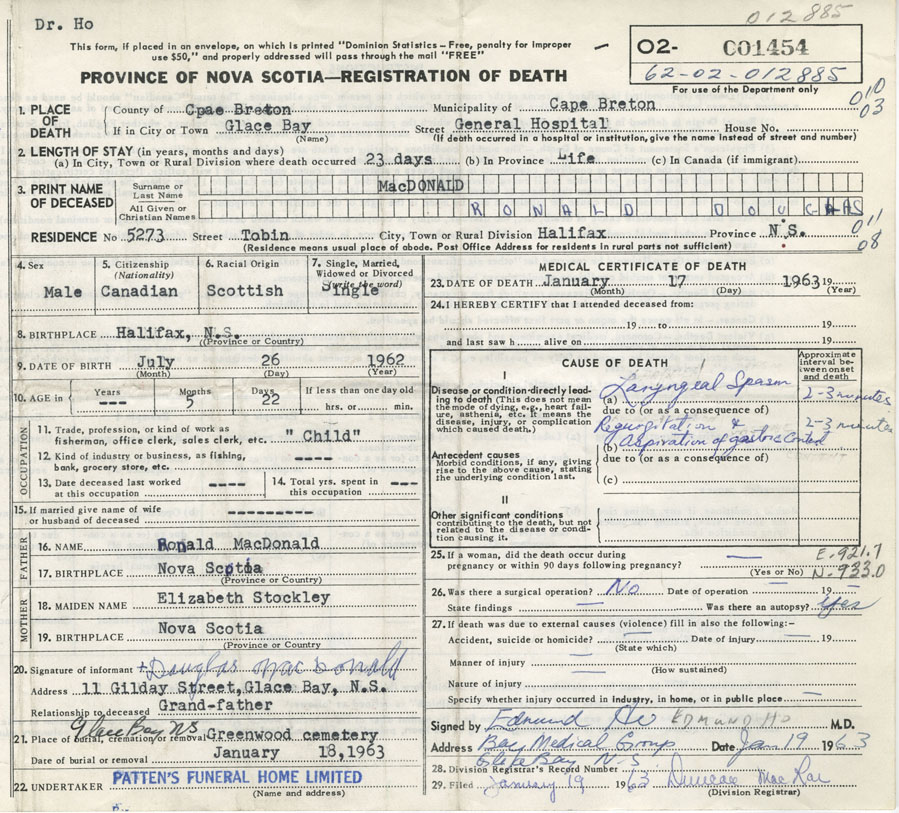 012885
Dr. Ho
This form, if placed in an envelope, on which is printed "Dominion Statistics – Free, penalty for improper
use $50," and properly addressed will pass through the mail "FREE"
PROVINCE OF NOVA SCOTIA—REGISTRATION OF DEATH
02- C01454
62-02-012885
For use of the Department only
010
03
1. PLACE OF DEATH
County of Cpae Breton Municipality of Cape Breton
If in City or Town Glace Bay Street General Hospital House No.
(Name) (If death occurred in a hospital or institution, give the name instead of street and number)
2. LENGTH OF STAY (in years, months and days)
(a) In City, Town or Rural Division where death occurred 23 days (b) In Province Life (c) In Canada (if immigrant)
3. PRINT NAME OF DECEASED
Surname or Last Name MacDONALD
All Given or Christian Names RONALD DOUGLAS
RESIDENCE No 5273 Street Tobin City, Town or Rural Division Halifax Province N.S.
(Residence means usual place of abode. Post Office Address for residents in rural parts not sufficient)
011
08
4. Sex
Male
5. Citizenship
(Nationality)
Canadian
6. Racial Origin
Scottish
7. Single, Married,
Widowed or Divorced
(write the word)
Single
8. BIRTHPLACE Halifax, N.S.
(Province or Country)
9. DATE OF BIRTH July 26 1962
(Month) (Day) (Year)
10. AGE in
Years Months Days If less than one day old
--- 5 22 hrs. or min.
OCCUPATION
11. Trade, profession, or kind of work as
fisherman, office clerk, sales clerk, etc. "Child"
12. Kind of industry or business, as fishing,
bank, grocery store, etc. ----
13. Date deceased last worked
at this occupation ----
14. Total yrs. spent in
this occupation ---
15. If married give name of wife
or husband of deceased ---------
FATHER
16. NAME Ronald MacDonald
17. BIRTHPLACE Nova Scotia
(Province or Country)
MOTHER
18. MAIDEN NAME Elizabeth Stockley
19. BIRTHPLACE Nova Scotia
(Province or Country
20. Signature of informant Douglas MacDonald
Address 11 Gilday Street, Glace Bay, N.S.
Relationship to deceased Grand-father
Glace Bay NS
21. Place of burial, cremation or removal Greenwood cemetery
Date of burial or removal January 18,1963
22. UNDERTAKER PATTEN'S FUNERAL HOME LIMITED
(Name and address)
MEDICAL CERTIFICATE OF DEATH
23. DATE OF DEATH January 17 1963 19
(Month) (Day) (Year)
24. I HEREBY CERTIFY that I attended deceased from:
19 to 19
and last saw h alive on 19
CAUSE OF DEATH
Approximate
interval be-
tween onset
and death
I
Disease or condition directly lead-
ing to death (This does not mean
the mode of dying, e.g., heart fail-
ure, asthenia, etc. It means the
disease, injury, or complication
which caused death.)
(a) Laryngeal Spasm 2-3 minutes
due to (or as a consequence of)
Regurgitation & 2-3 minutes
(b) Aspiration of gastric Content
due to (or as a consequence of)
(c)
Antecedent causes
Morbid conditions, if any, giving
rise to the above cause, stating
the underlying condition last.
II
Other significant conditions
contributing to the death, but not
related to the disease or condi-
tion causing it.
25. If a woman, did the death occur during
pregnancy or within 90 days following pregnancy? —
(Yes or No)
E-921.7
N-933.0
26. Was there a surgical operation? No Date of operation — 19
State findings — Was there an autopsy? Yes
27. If death was due to external causes (violence) fill in also the following:—
Accident, suicide or homicide? — Date of injury — 19
(State which)
Manner of injury —
(How sustained)
Nature of injury —
Specify whether injury occurred in industry, in home, or in public place —
Signed by Edmund Ho EDMUND HO M.D.
Address Bay Medical Group Date Jan 19 1963
Glace Bay N-S
28. Division Registrar's Record Number
29. Filed January 19 1963 Duncan MacRae
(Division Registrar)